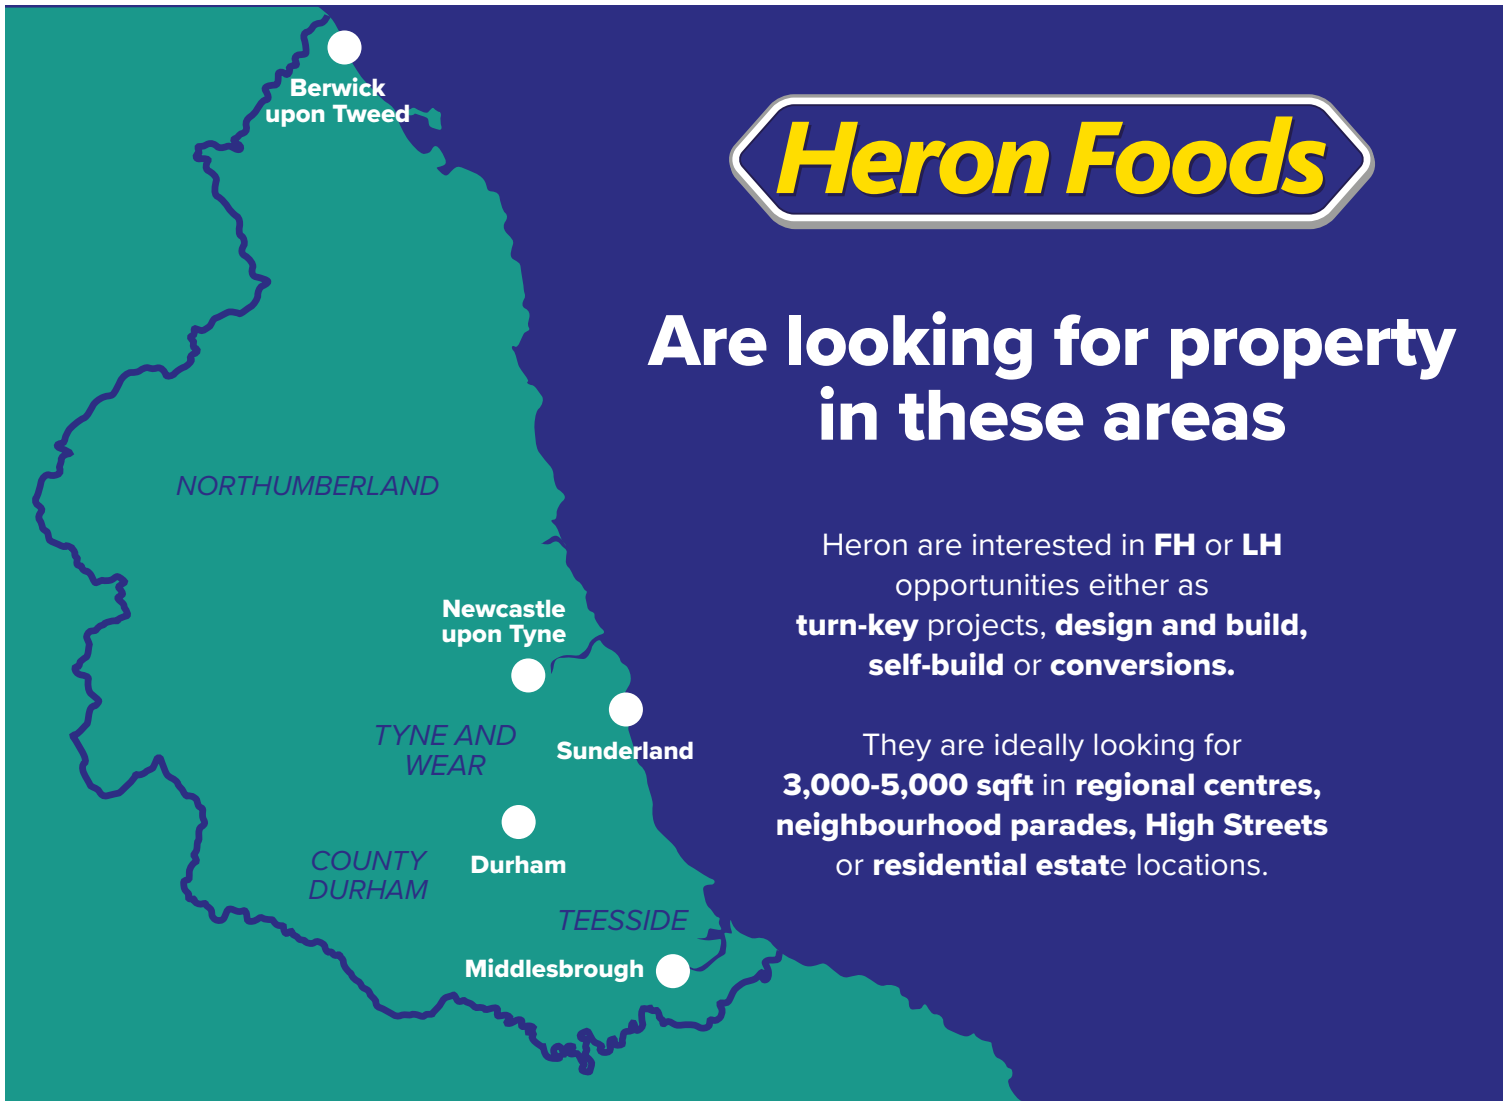 Berwick
upon Tweed
Heron Foods
Are looking for property
in these areas
NORTHUMBERLAND
Heron are interested in FH or LH
opportunities either as
turn-key projects, design and build,
self-build or conversions.
Newcastle
upon Tyne
TYNE AND
WEAR
Sunderland
They are ideally looking for
3,000-5,000 sqft in regional centres,
neighbourhood parades, High Streets
or residential estate locations.
COUNTY
DURHAM
Durham
TEESSIDE
Middlesbrough